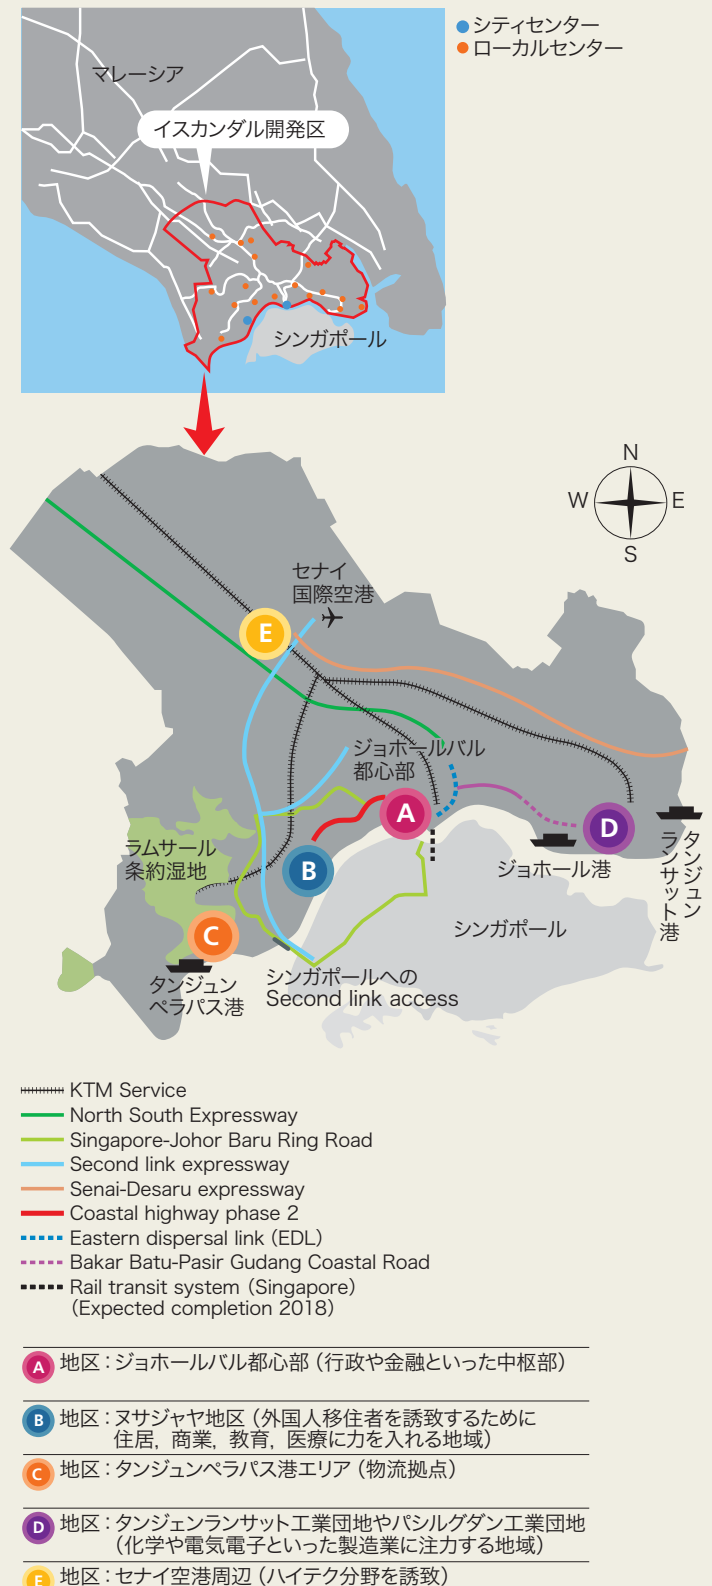 シティセンター
ローカルセンター
マレーシア
イスカンダル開発区
シンガポール
N
W
E
S
セナイ
国際空港
E
ジョホールバル
都心部
A
D
ラムサール
条約湿地
B
ジョホール港
タンジュン
ランサット港
C
シンガポール
タンジュン
ペラパス港
シンガポールへの
Second link access
KTM Service
North South Expressway
Singapore-Johor Baru Ring Road
Second link expressway
Senai-Desaru expressway
Coastal highway phase 2
Eastern dispersal link (EDL)
Bakar Batu-Pasir Gudang Coastal Road
Rail transit system (Singapore)
(Expected completion 2018)
A 地区：ジョホールバル都心部（行政や金融といった中枢部）
B 地区：ヌサジャヤ地区（外国人移住者を誘致するために
住居，商業，教育，医療に力を入れる地域）
C 地区：タンジュンペラパス港エリア（物流拠点）
D 地区：タンジェンランサット工業団地やパシルグダン工業団地
（化学や電気電子といった製造業に注力する地域）
E 地区：セナイ空港周辺（ハイテク分野を誘致）